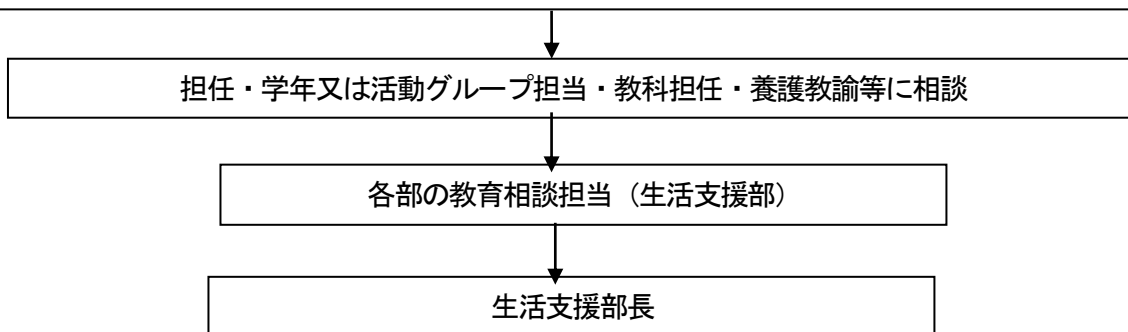 担任・学年又は活動グループ担当・教科担任・養護教諭等に相談
各部の教育相談担当（生活支援部）
生活支援部長